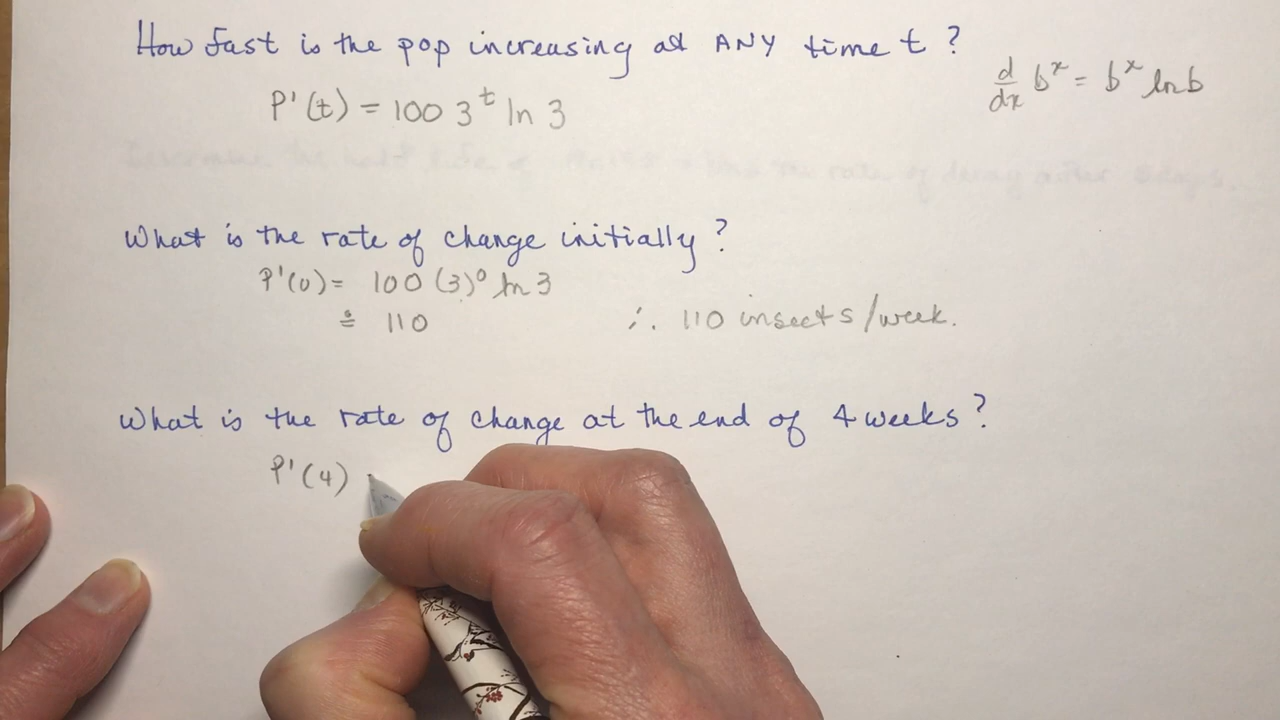 How fast is the pop increasing at ANY time t ?
d/dx b^x = b^x ln b
P'(t) = 100 3^t ln 3
What is the rate of change initially ?
P'(0) = 100 (3)^0 ln 3
≐ 110 ∴ 110 insects/week.
What is the rate of change at the end of 4 weeks ?
P'(4)